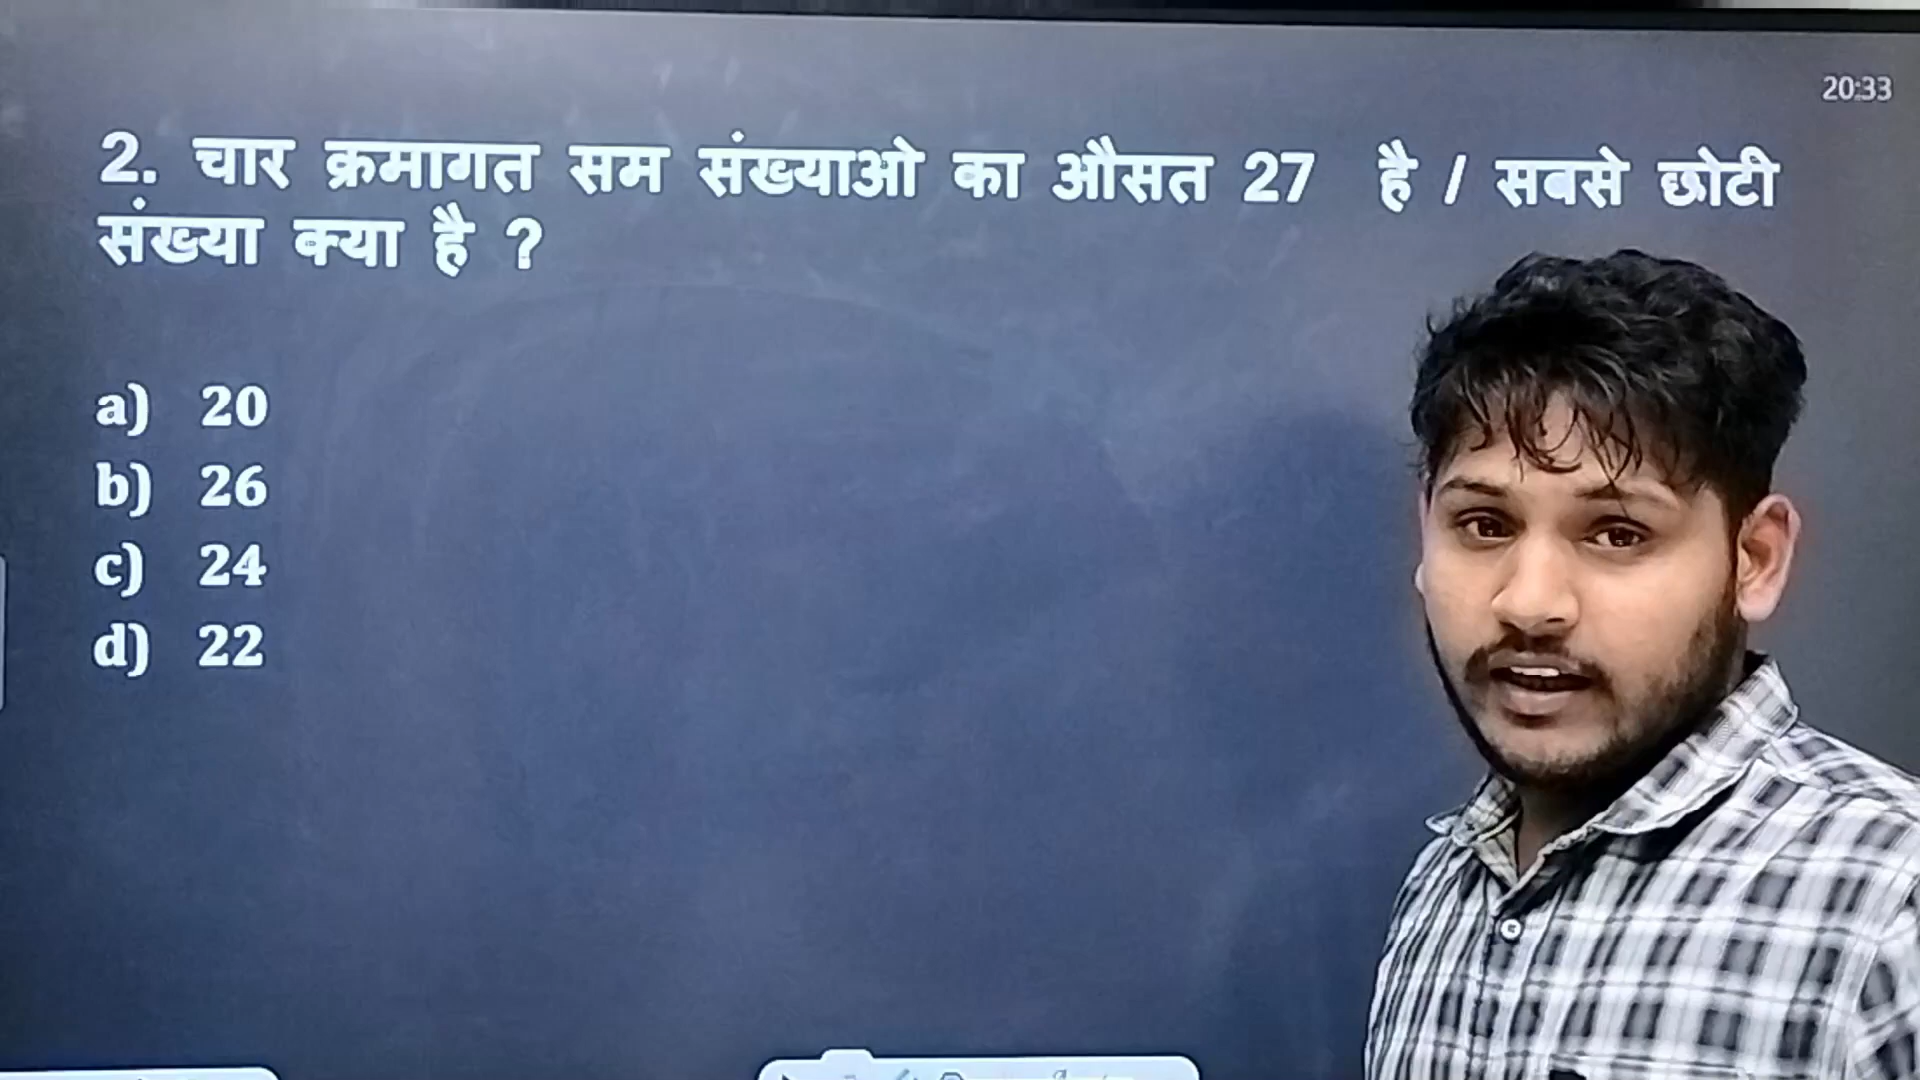 20:33
2. चार क्रमागत सम संख्याओ का औसत 27 है / सबसे छोटी
संख्या क्या है ?
a) 20
b) 26
c) 24
d) 22